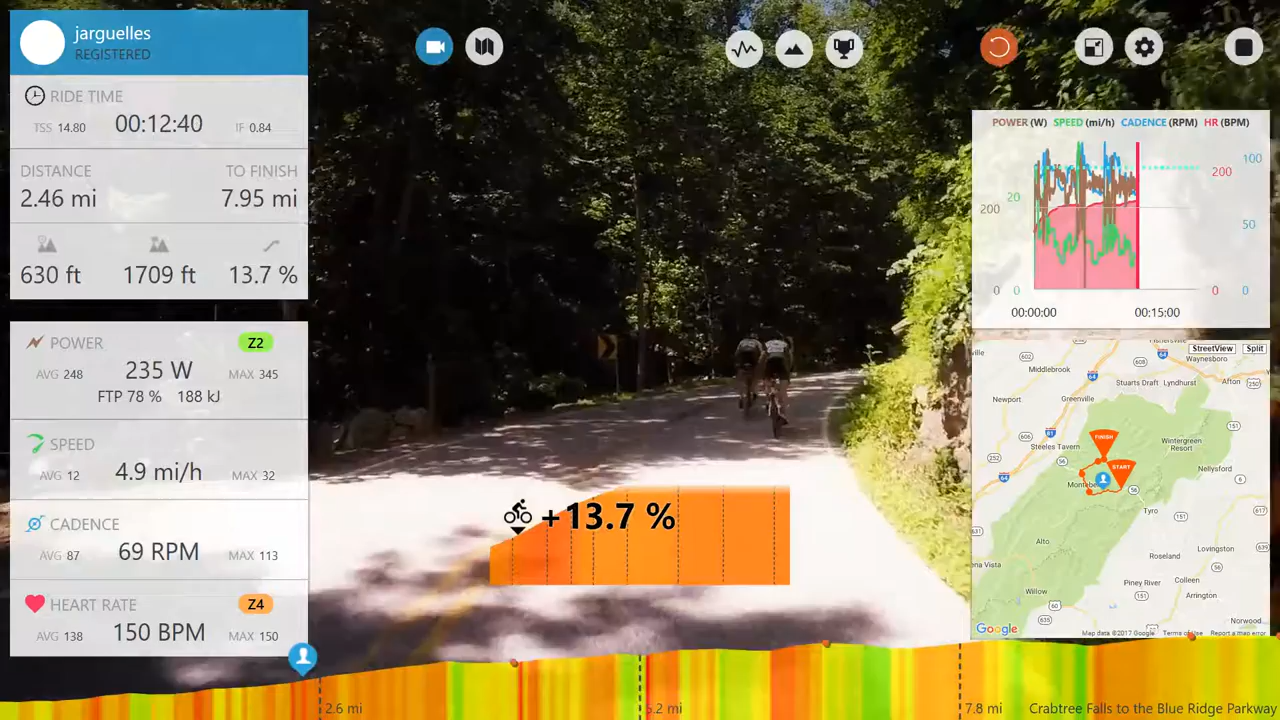 jarguelles
REGISTERED
RIDE TIME
TSS 14.80 00:12:40 IF 0.84
DISTANCE TO FINISH
2.46 mi 7.95 mi
630 ft 1709 ft 13.7 %
POWER Z2
235 W
AVG 248 MAX 345
FTP 78 % 188 kJ
SPEED
AVG 12 4.9 mi/h MAX 32
CADENCE
AVG 87 69 RPM MAX 113
HEART RATE Z4
AVG 138 150 BPM MAX 150
+13.7 %
POWER (W) SPEED (mi/h) CADENCE (RPM) HR (BPM)
100
200
20
200
50
0 0 0 0
00:00:00 00:15:00
StreetView Split
Waynesboro
Middlebrook
Stuarts Draft Lyndhurst
Afton
Newport
Greenville
Steeles Tavern
FINISH
Wintergreen
Resort
START
Nellysford
Tyro
Alto
Lovington
Roseland
Piney River
Colleen
Willow
Arrington
Norwood
Google
Map data ©2017 Google Terms of Use Report a map error
2.6 mi
5.2 mi
7.8 mi
Crabtree Falls to the Blue Ridge Parkway